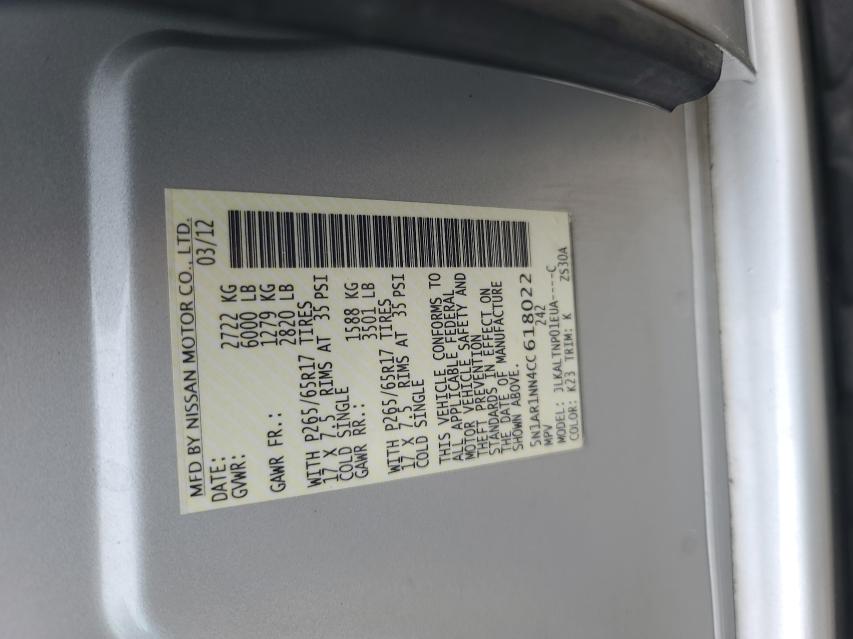 MFD BY NISSAN MOTOR CO., LTD.
DATE: 03/12
GVWR: 2722 KG
6000 LB
GAWR FR.: 1279 KG
2820 LB
WITH P265/65R17 TIRES
17 X 7.5 RIMS AT 35 PSI
COLD SINGLE
GAWR RR.: 1588 KG
3501 LB
WITH P265/65R17 TIRES
17 X 7.5 RIMS AT 35 PSI
COLD SINGLE
THIS VEHICLE CONFORMS TO
ALL APPLICABLE FEDERAL
MOTOR VEHICLE SAFETY AND
THEFT PREVENTION
STANDARDS IN EFFECT ON
THE DATE OF MANUFACTURE
SHOWN ABOVE.
5N1AR1NN4CC618022
MPV 242
MODEL: JLKALTNP01EUA----C
COLOR: K23 TRIM: K ZS30A